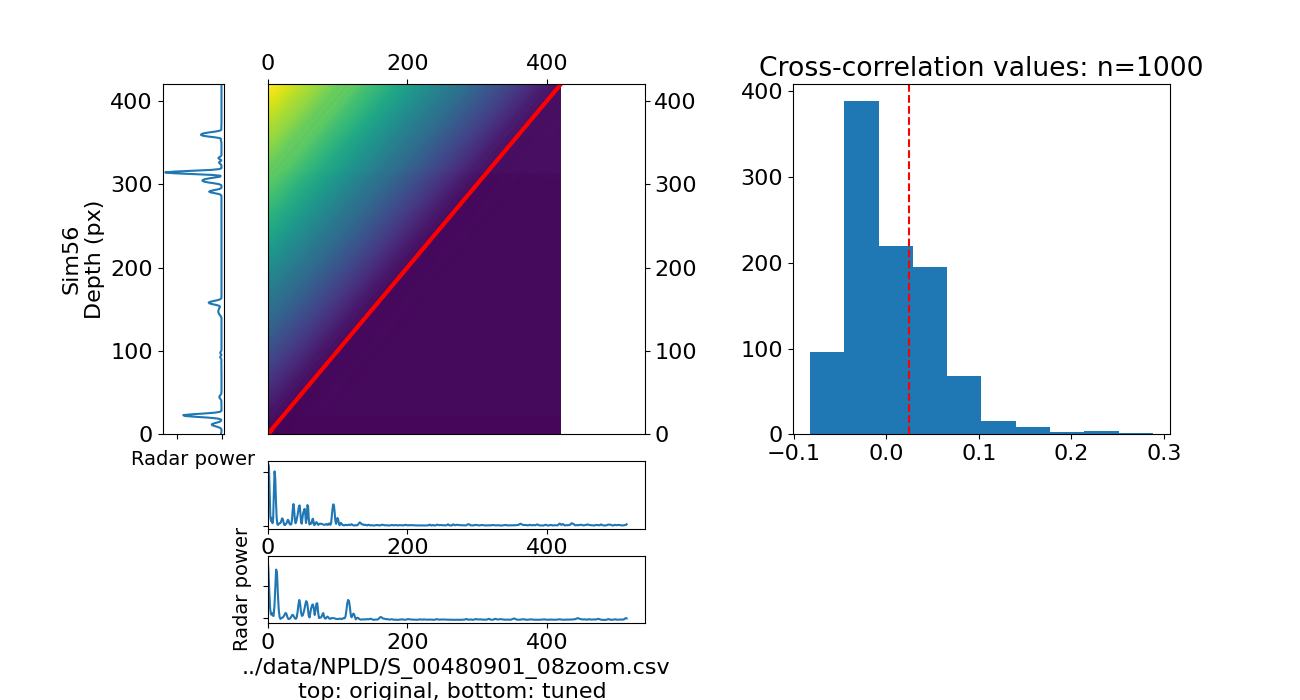 Cross-correlation values: n=1000
0 200 400
400
300
200
100
0
Sim56
Depth (px)
Radar power
400
300
200
100
0
400
300
200
100
0
−0.1 0.0 0.1 0.2 0.3
0 200 400
Radar power
0 200 400
../data/NPLD/S_00480901_08zoom.csv
top: original, bottom: tuned